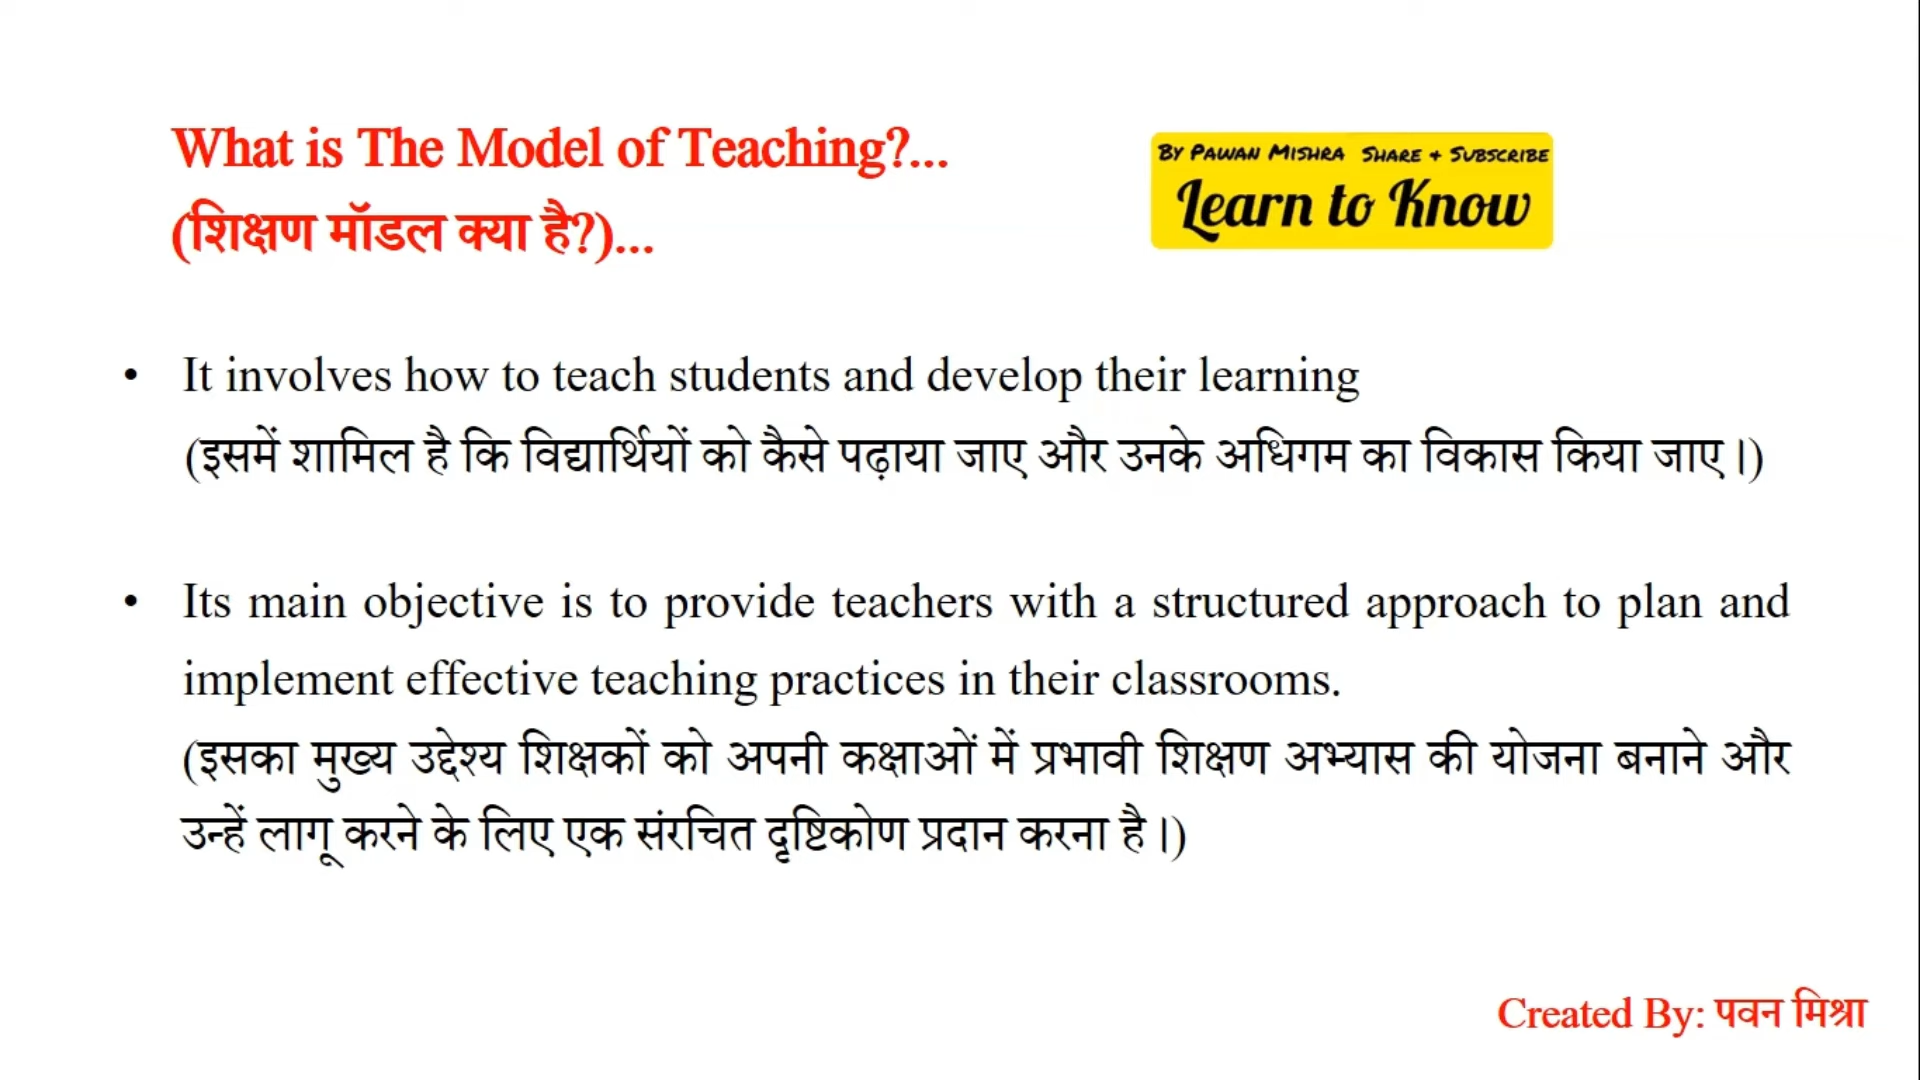 What is The Model of Teaching?...
(शिक्षण मॉडल क्या है?)...
By Pawan Mishra Share + Subscribe
Learn to Know
• It involves how to teach students and develop their learning
(इसमें शामिल है कि विद्यार्थियों को कैसे पढ़ाया जाए और उनके अधिगम का विकास किया जाए।)
• Its main objective is to provide teachers with a structured approach to plan and
implement effective teaching practices in their classrooms.
(इसका मुख्य उद्देश्य शिक्षकों को अपनी कक्षाओं में प्रभावी शिक्षण अभ्यास की योजना बनाने और
उन्हें लागू करने के लिए एक संरचित दृष्टिकोण प्रदान करना है।)
Created By: पवन मिश्रा